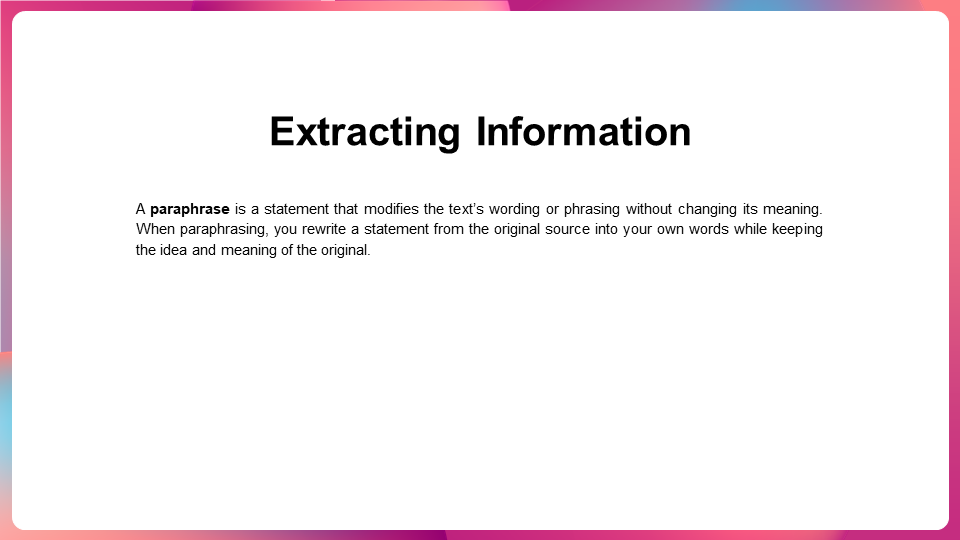 Extracting Information
A paraphrase is a statement that modifies the text’s wording or phrasing without changing its meaning.
When paraphrasing, you rewrite a statement from the original source into your own words while keeping
the idea and meaning of the original.